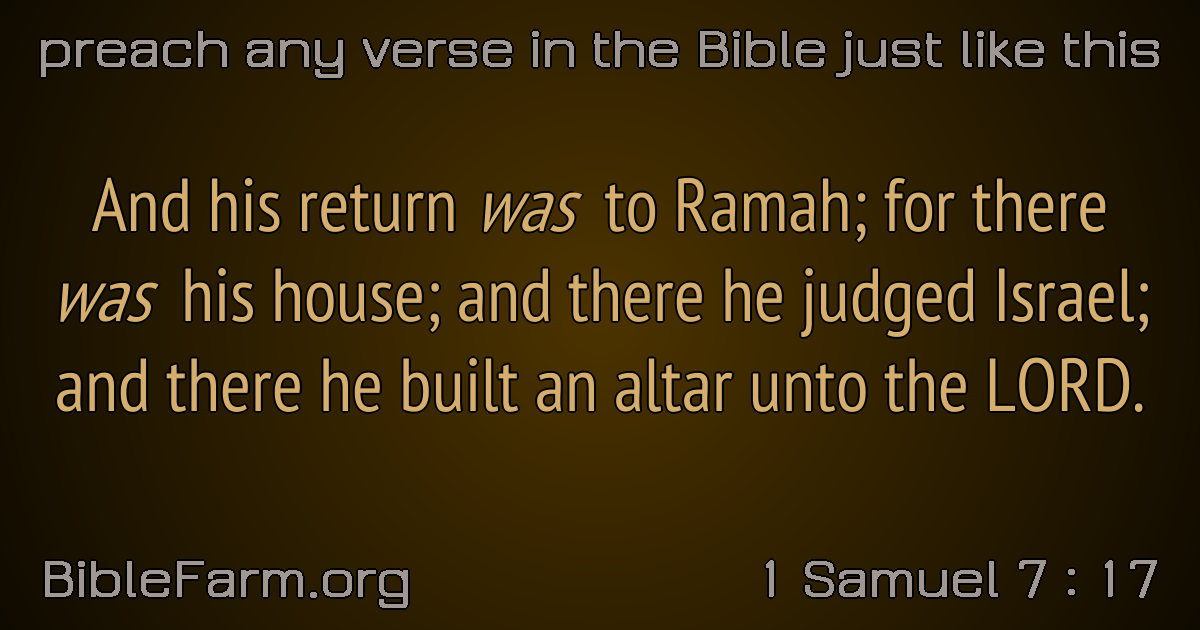 preach any verse in the Bible just like this
And his return was to Ramah; for there
was his house; and there he judged Israel;
and there he built an altar unto the LORD.
BibleFarm.org
1 Samuel 7 : 17